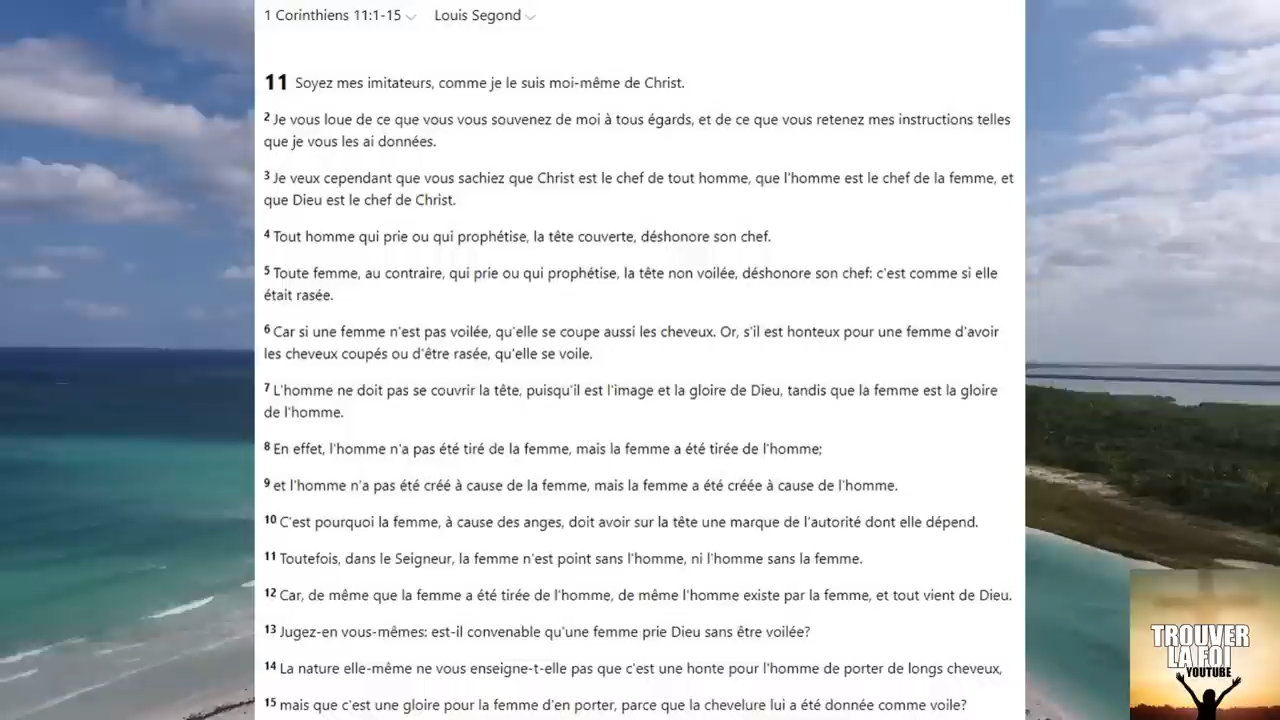 1 Corinthiens 11:1-15 Louis Segond
11 Soyez mes imitateurs, comme je le suis moi-même de Christ.
2 Je vous loue de ce que vous vous souvenez de moi à tous égards, et de ce que vous retenez mes instructions telles
que je vous les ai données.
3 Je veux cependant que vous sachiez que Christ est le chef de tout homme, que l'homme est le chef de la femme, et
que Dieu est le chef de Christ.
4 Tout homme qui prie ou qui prophétise, la tête couverte, déshonore son chef.
5 Toute femme, au contraire, qui prie ou qui prophétise, la tête non voilée, déshonore son chef: c'est comme si elle
était rasée.
6 Car si une femme n'est pas voilée, qu'elle se coupe aussi les cheveux. Or, s'il est honteux pour une femme d'avoir
les cheveux coupés ou d'être rasée, qu'elle se voile.
7 L'homme ne doit pas se couvrir la tête, puisqu'il est l'image et la gloire de Dieu, tandis que la femme est la gloire
de l'homme.
8 En effet, l'homme n'a pas été tiré de la femme, mais la femme a été tirée de l'homme;
9 et l'homme n'a pas été créé à cause de la femme, mais la femme a été créée à cause de l'homme.
10 C'est pourquoi la femme, à cause des anges, doit avoir sur la tête une marque de l'autorité dont elle dépend.
11 Toutefois, dans le Seigneur, la femme n'est point sans l'homme, ni l'homme sans la femme.
12 Car, de même que la femme a été tirée de l'homme, de même l'homme existe par la femme, et tout vient de Dieu.
13 Jugez-en vous-mêmes: est-il convenable qu'une femme prie Dieu sans être voilée?
14 La nature elle-même ne vous enseigne-t-elle pas que c'est une honte pour l'homme de porter de longs cheveux,
15 mais que c'est une gloire pour la femme d'en porter, parce que la chevelure lui a été donnée comme voile?
TROUVER
LA FOI
YOUTUBE